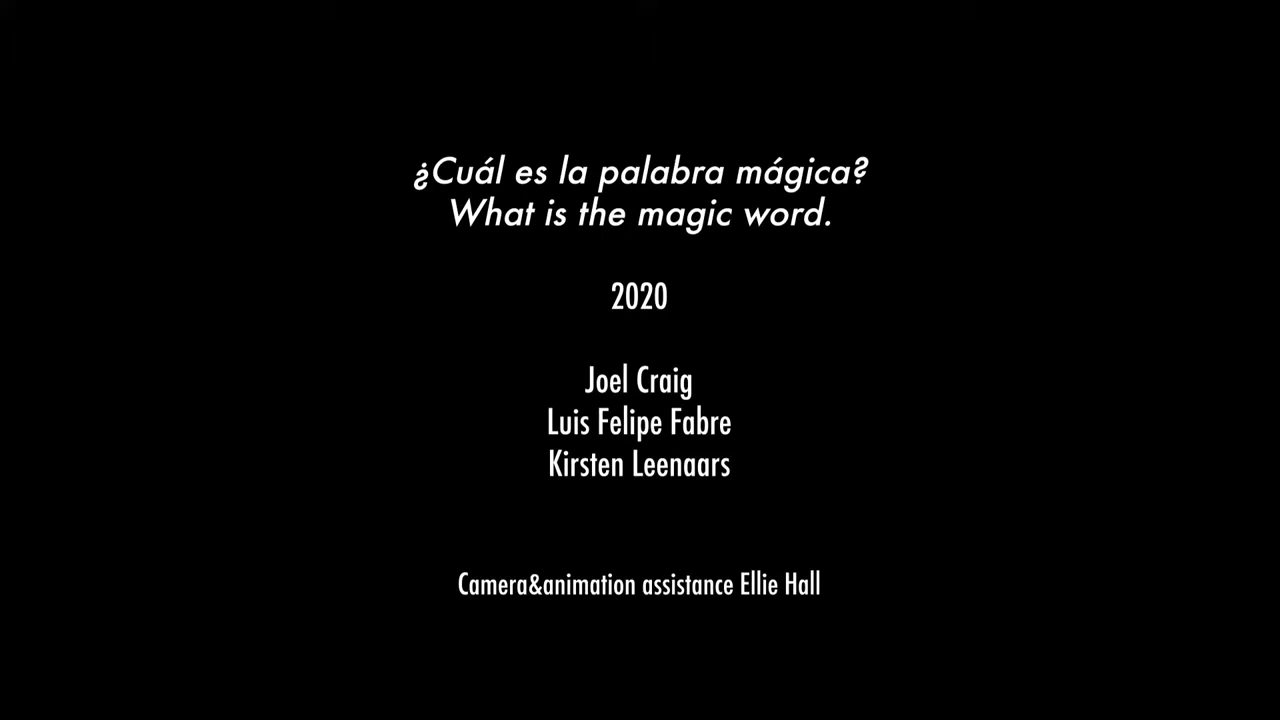 ¿Cuál es la palabra mágica?
What is the magic word.
2020
Joel Craig
Luis Felipe Fabre
Kirsten Leenaars
Camera&animation assistance Ellie Hall